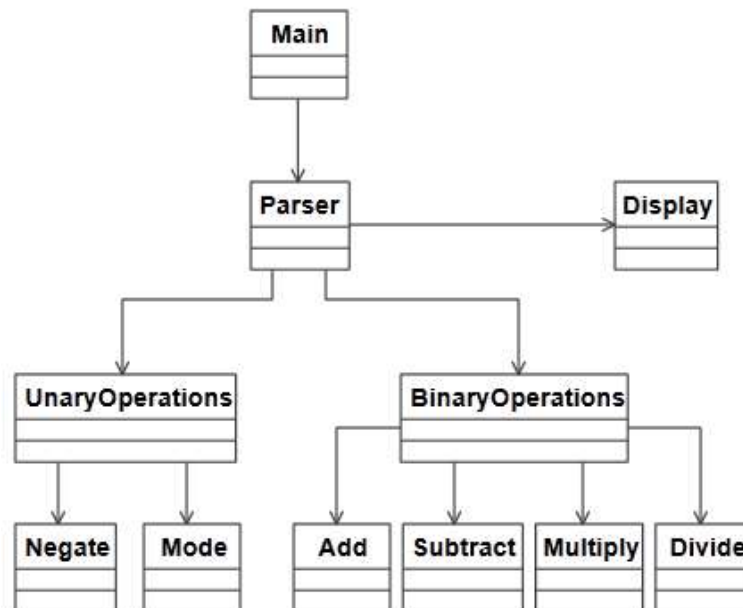 Main
Parser
Display
UnaryOperations
BinaryOperations
Negate
Mode
Add
Subtract
Multiply
Divide